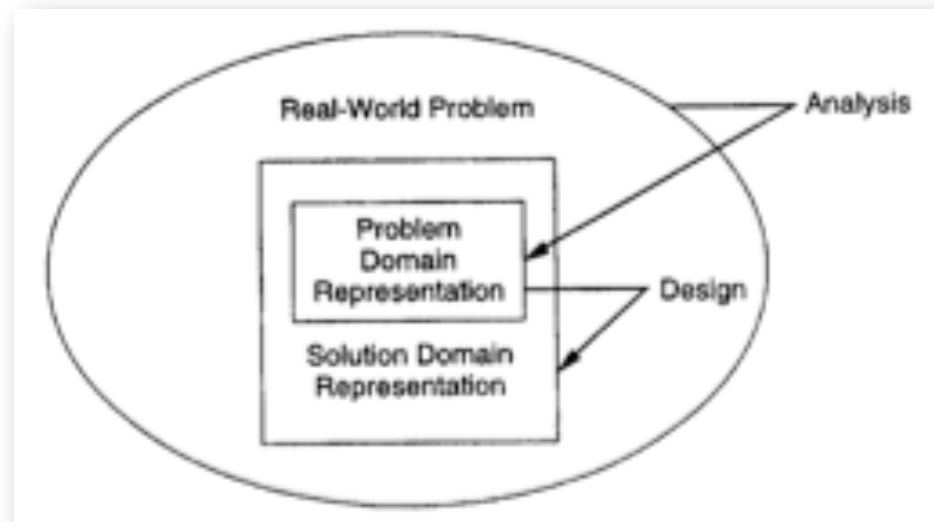 Real-World Problem
Analysis
Problem
Domain
Representation
Design
Solution Domain
Representation